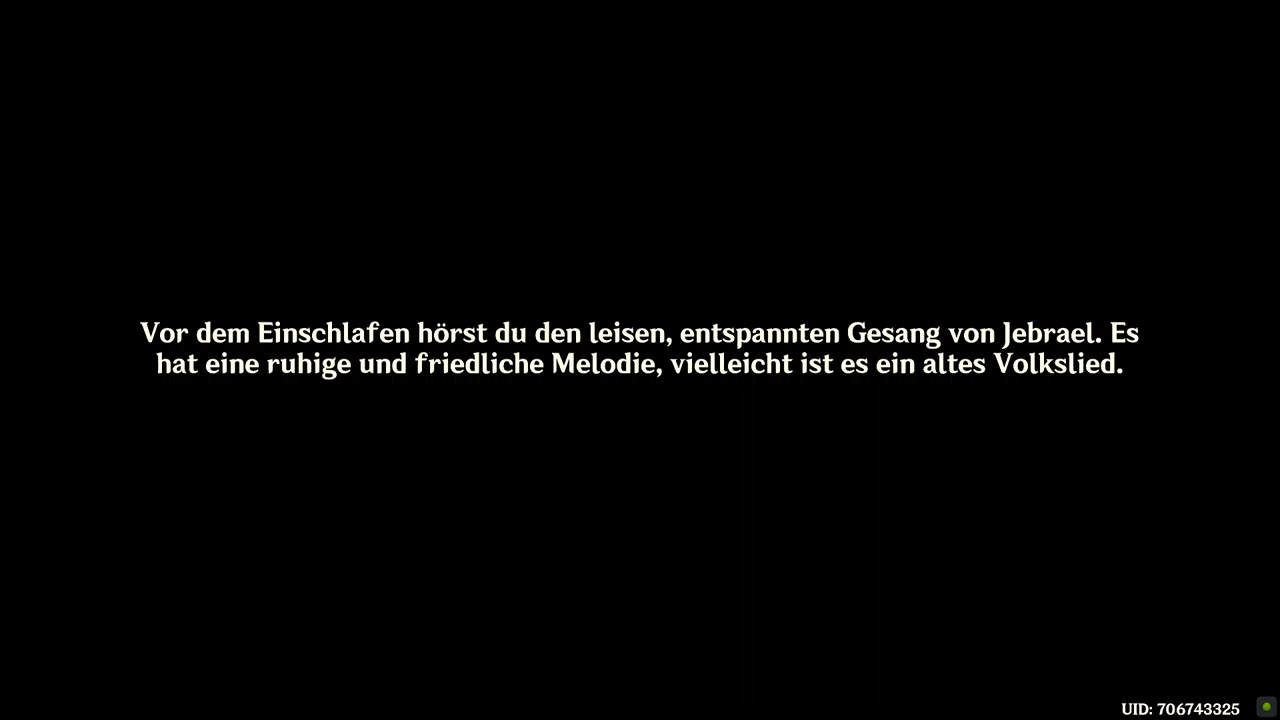 Vor dem Einschlafen hörst du den leisen, entspannten Gesang von Jebrael. Es
hat eine ruhige und friedliche Melodie, vielleicht ist es ein altes Volkslied.
UID: 706743325